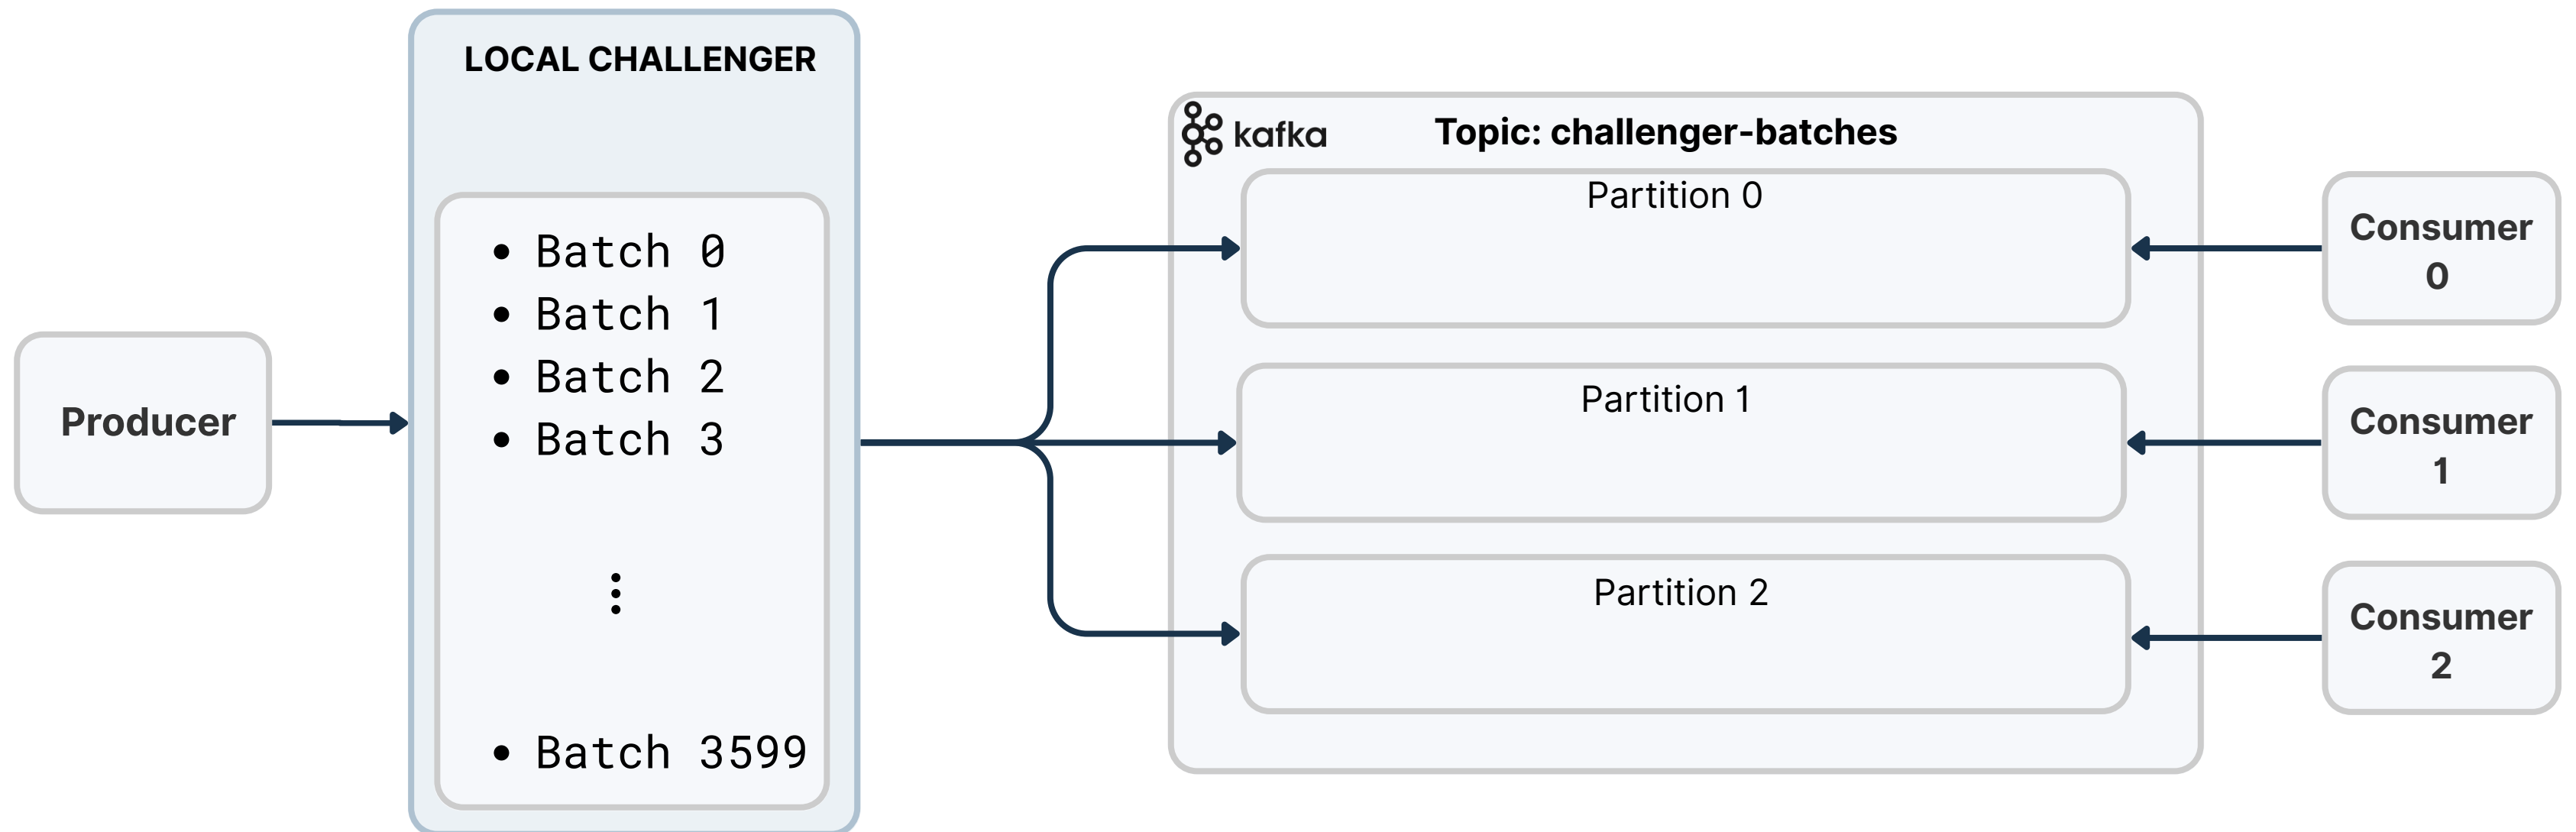 LOCAL CHALLENGER
• Batch 0
• Batch 1
• Batch 2
• Batch 3
⋮
• Batch 3599
Producer
kafka
Topic: challenger-batches
Partition 0
Partition 1
Partition 2
Consumer
0
Consumer
1
Consumer
2